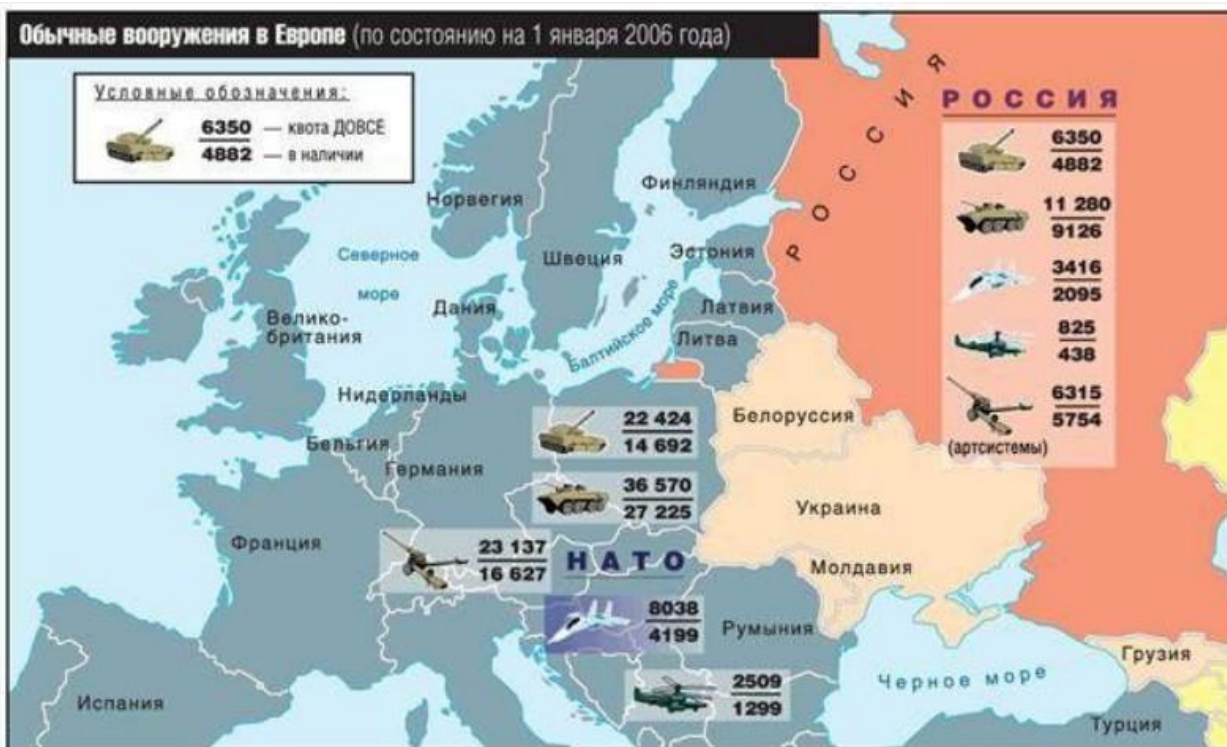 Обычные вооружения в Европе (по состоянию на 1 января 2006 года)
Условные обозначения:
6350 — квота ДОВСЕ
4882 — в наличии
РОССИЯ
РОССИЯ
6350
4882
11 280
9126
3416
2095
825
438
6315
5754
(артсистемы)
Норвегия
Финляндия
Швеция
Эстония
Северное
море
Балтийское море
Латвия
Дания
Литва
Велико-
британия
Нидерланды
Бельгия
Германия
Белоруссия
22 424
14 692
36 570
27 225
Украина
Франция
23 137
16 627
НАТО
Молдавия
8038
4199
Румыния
Грузия
Испания
2509
1299
Черное море
Турция